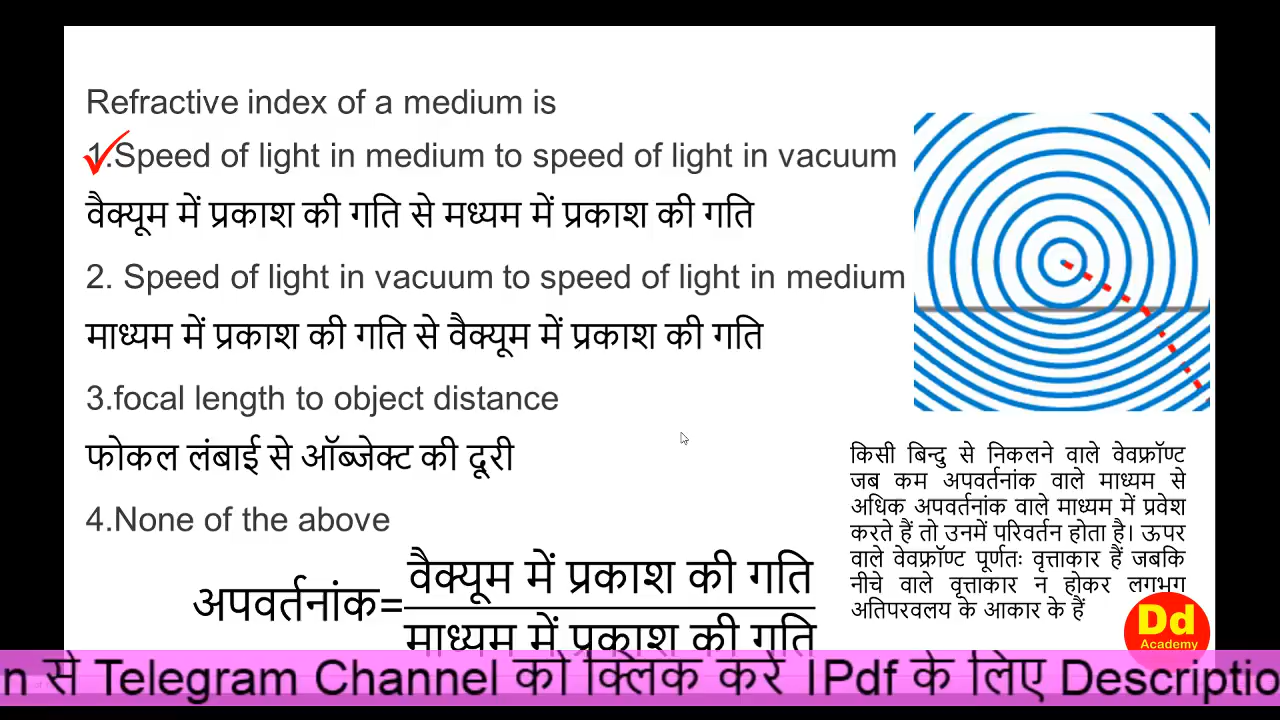 Refractive index of a medium is
1.Speed of light in medium to speed of light in vacuum
वैक्यूम में प्रकाश की गति से मध्यम में प्रकाश की गति
2. Speed of light in vacuum to speed of light in medium
माध्यम में प्रकाश की गति से वैक्यूम में प्रकाश की गति
3.focal length to object distance
फोकल लंबाई से ऑब्जेक्ट की दूरी
4.None of the above
वैक्यूम में प्रकाश की गति
अपवर्तनांक=
माध्यम में प्रकाश की गति
किसी बिन्दु से निकलने वाले वेवफ्रॉण्ट
जब कम अपवर्तनांक वाले माध्यम से
अधिक अपवर्तनांक वाले माध्यम में प्रवेश
करते हैं तो उनमें परिवर्तन होता है। ऊपर
वाले वेवफ्रॉण्ट पूर्णतः वृत्ताकार हैं जबकि
नीचे वाले वृत्ताकार न होकर लगभग
अतिपरवलय के आकार के हैं
Dd
Academy
n से Telegram Channel को क्लिक करें ।Pdf के लिए Descriptio